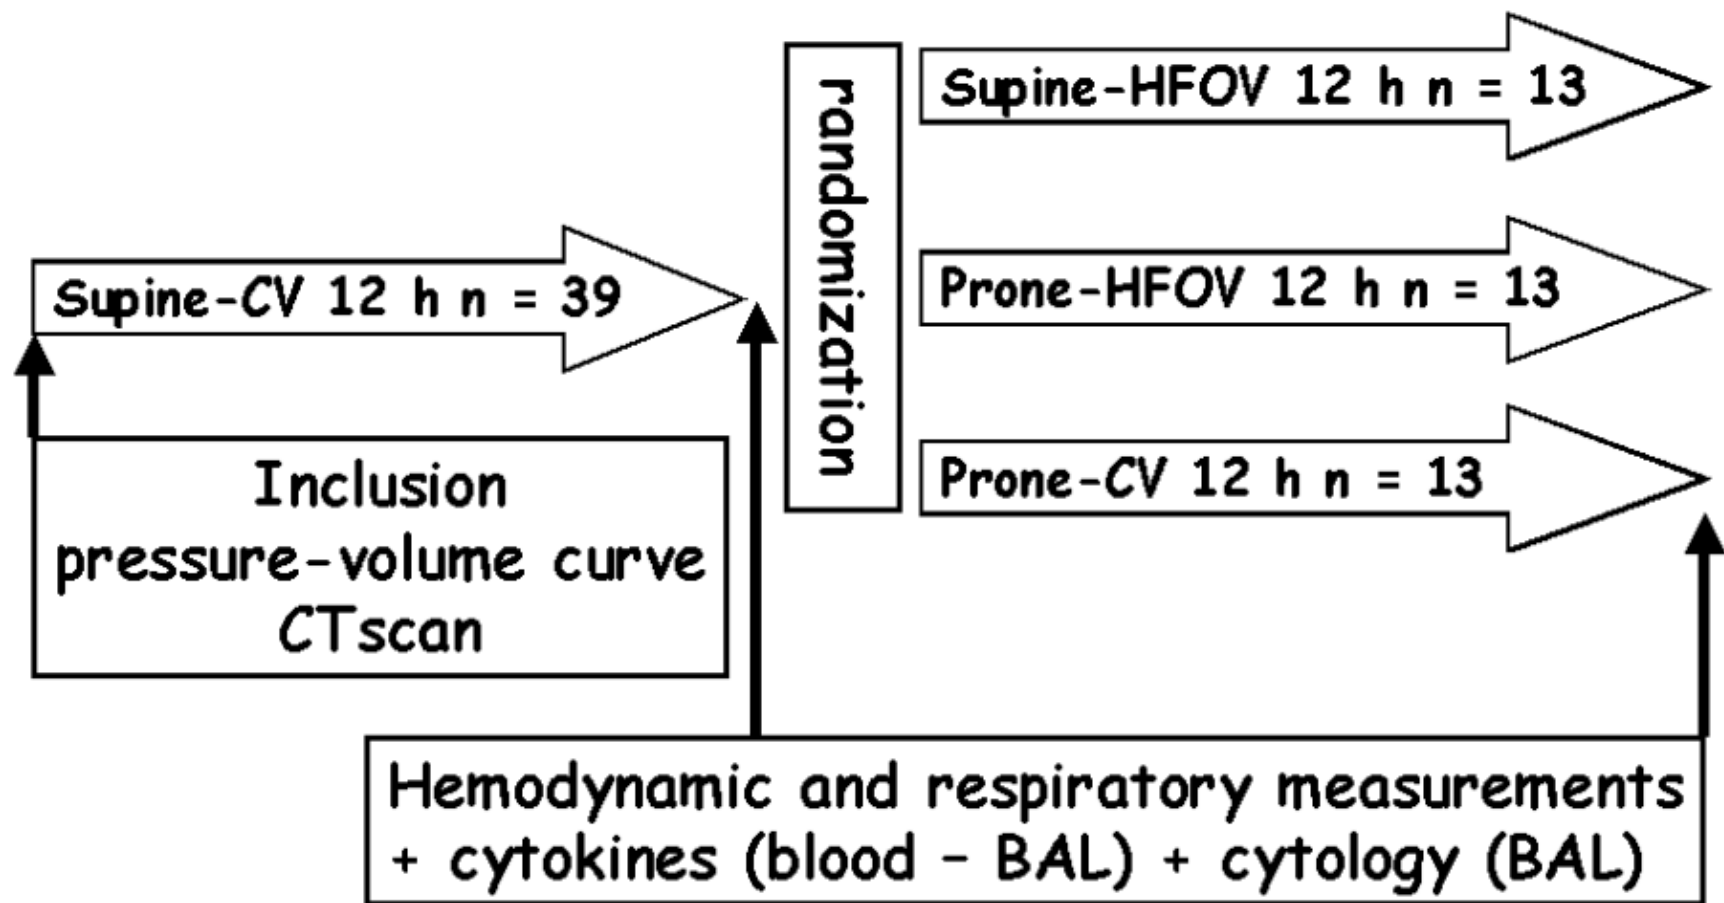 Supine-CV 12 h n = 39
Inclusion
pressure-volume curve
CTscan
randomization
Supine-HFOV 12 h n = 13
Prone-HFOV 12 h n = 13
Prone-CV 12 h n = 13
Hemodynamic and respiratory measurements
+ cytokines (blood – BAL) + cytology (BAL)